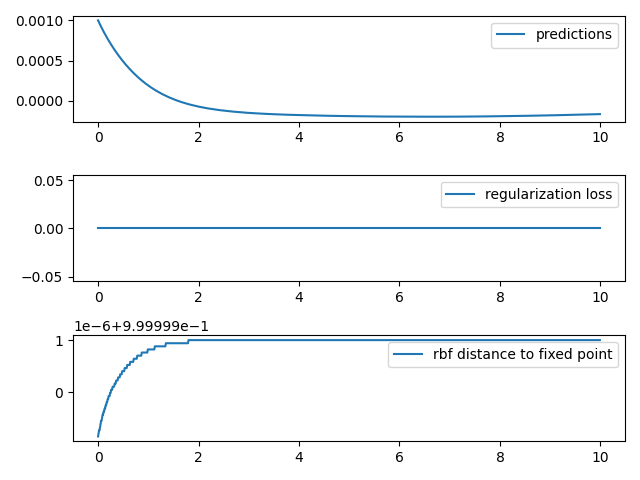 0.0010
predictions
0.0005
0.0000
0 2 4 6 8 10
0.05
regularization loss
0.00
−0.05
0 2 4 6 8 10
1e-6+9.99999e-1
1
rbf distance to fixed point
0
0 2 4 6 8 10